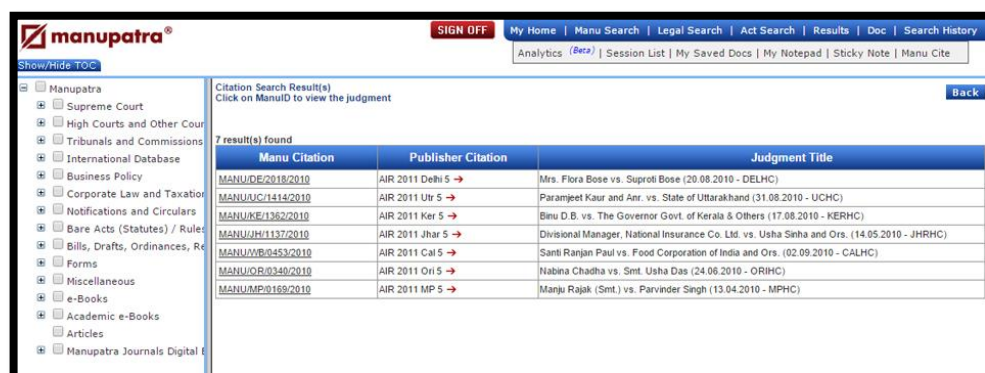 manupatra®
SIGN OFF
My Home | Manu Search | Legal Search | Act Search | Results | Doc | Search History
Analytics (Beta) | Session List | My Saved Docs | My Notepad | Sticky Note | Manu Cite
Show/Hide TOC
Manupatra
Supreme Court
High Courts and Other Cour
Tribunals and Commissions
International Database
Business Policy
Corporate Law and Taxation
Notifications and Circulars
Bare Acts (Statutes) / Rules
Bills, Drafts, Ordinances, Re
Forms
Miscellaneous
e-Books
Academic e-Books
Articles
Manupatra Journals Digital
Citation Search Result(s)
Click on ManuID to view the judgment
Back
7 result(s) found
Manu Citation Publisher Citation Judgment Title
MANU/DE/2018/2010 AIR 2011 Delhi 5 → Mrs. Flora Bose vs. Suproti Bose (20.08.2010 - DELHC)
MANU/UC/1414/2010 AIR 2011 Utr 5 → Paramjeet Kaur and Anr. vs. State of Uttarakhand (31.08.2010 - UCHC)
MANU/KE/1362/2010 AIR 2011 Ker 5 → Binu D.B. vs. The Governor Govt. of Kerala & Others (17.08.2010 - KERHC)
MANU/JH/1137/2010 AIR 2011 Jhar 5 → Divisional Manager, National Insurance Co. Ltd. vs. Usha Sinha and Ors. (14.05.2010 - JHRHC)
MANU/WB/0453/2010 AIR 2011 Cal 5 → Santi Ranjan Paul vs. Food Corporation of India and Ors. (02.09.2010 - CALHC)
MANU/OR/0340/2010 AIR 2011 Ori 5 → Nabina Chadha vs. Smt. Usha Das (24.06.2010 - ORIHC)
MANU/MP/0169/2010 AIR 2011 MP 5 → Manju Rajak (Smt.) vs. Parvinder Singh (13.04.2010 - MPHC)